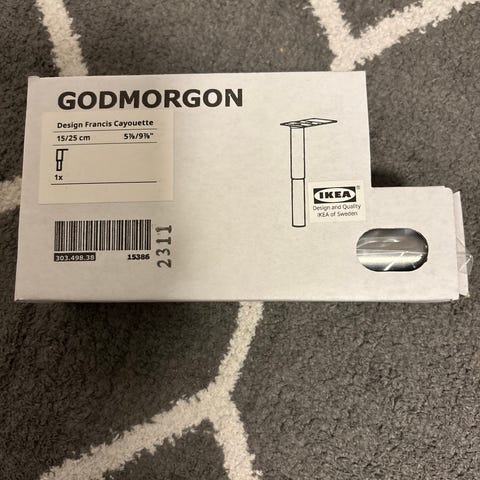 GODMORGON
Design Francis Cayouette
15/25 cm 5⅞/9⅞"
1x
IKEA
Design and Quality
IKEA of Sweden
303.498.38 15386
2311